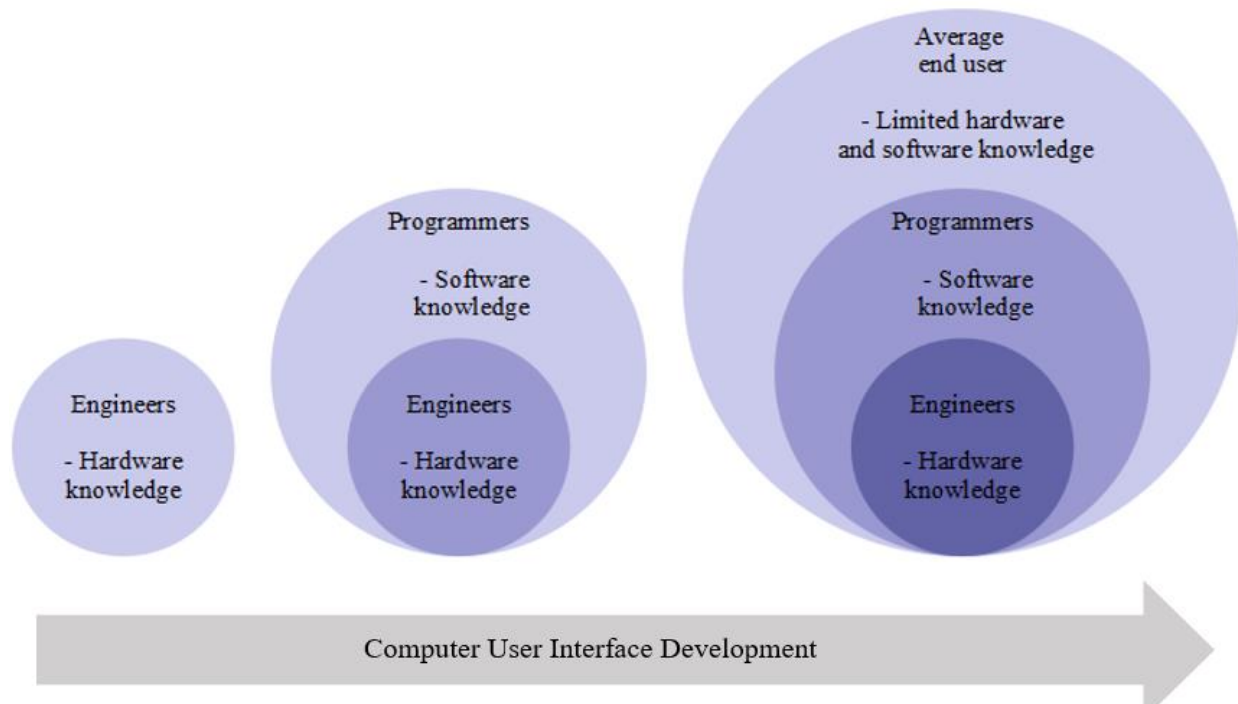 Engineers
- Hardware
knowledge
Programmers
- Software
knowledge
Engineers
- Hardware
knowledge
Average
end user
- Limited hardware
and software knowledge
Programmers
- Software
knowledge
Engineers
- Hardware
knowledge
Computer User Interface Development